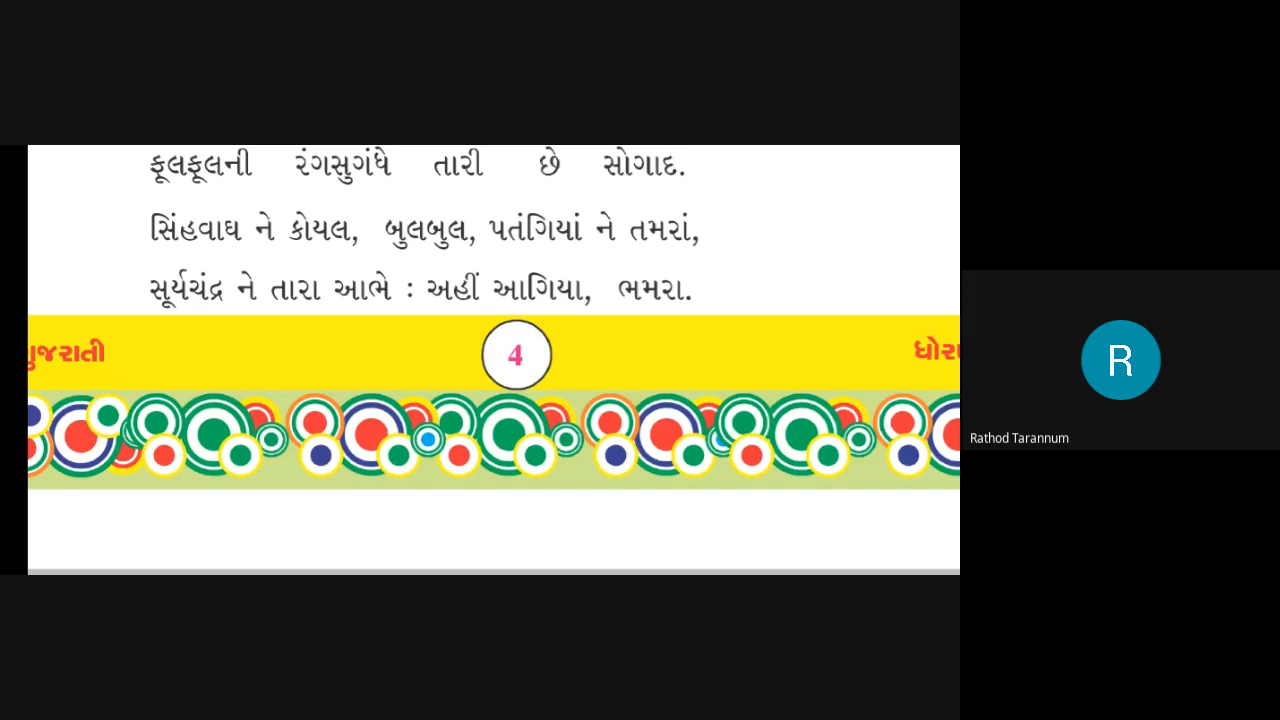 ફૂલફૂલની રંગસુગંધે તારી છે સોગાદ.
સિંહવાઘ ને કોયલ, બુલબુલ, પતંગિયાં ને તમરાં,
સૂર્યચંદ્ર ને તારા આભે : અહીં આગિયા, ભમરા.
ગુજરાતી
4
R
Rathod Tarannum